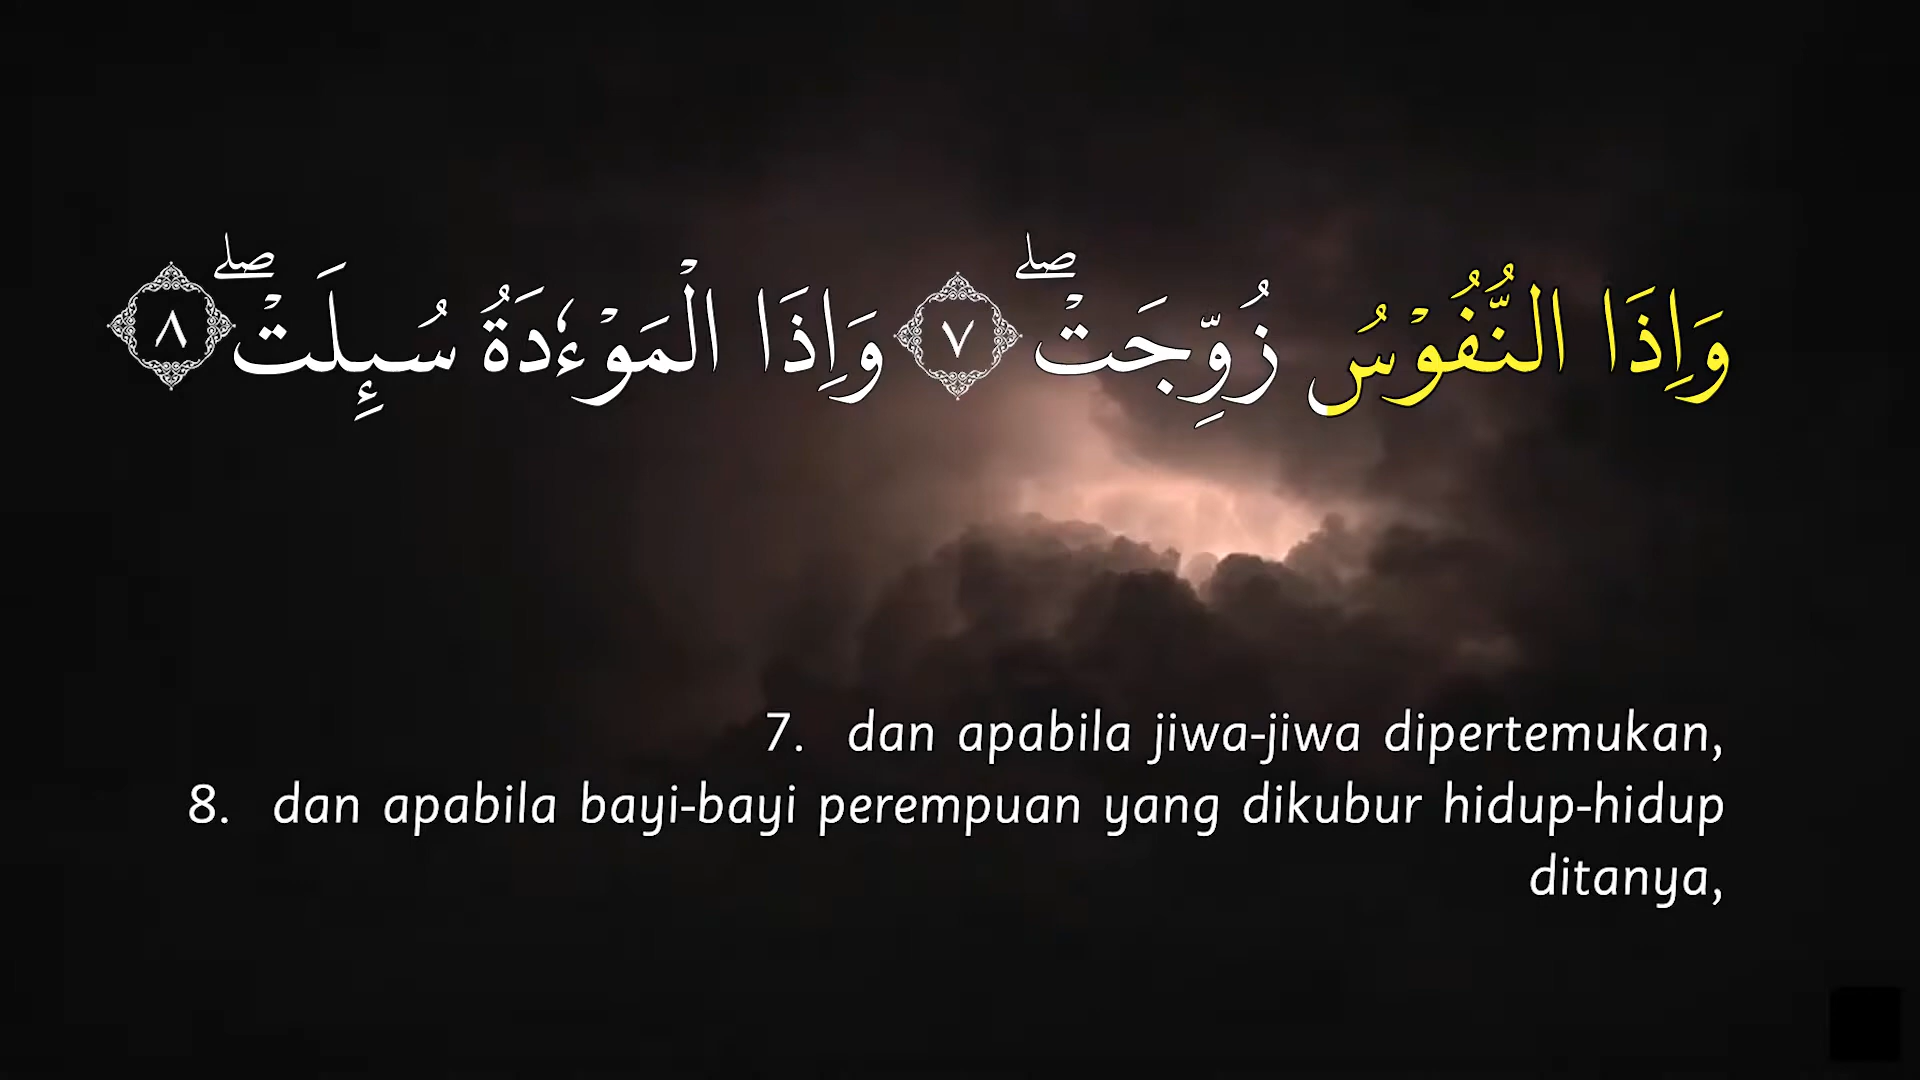 وَاِذَا النُّفُوْسُ زُوِّجَتْۖ ٧ وَاِذَا الْمَوْءٗدَةُ سُىِٕلَتْۖ ٨
7. dan apabila jiwa-jiwa dipertemukan,
8. dan apabila bayi-bayi perempuan yang dikubur hidup-hidup
ditanya,